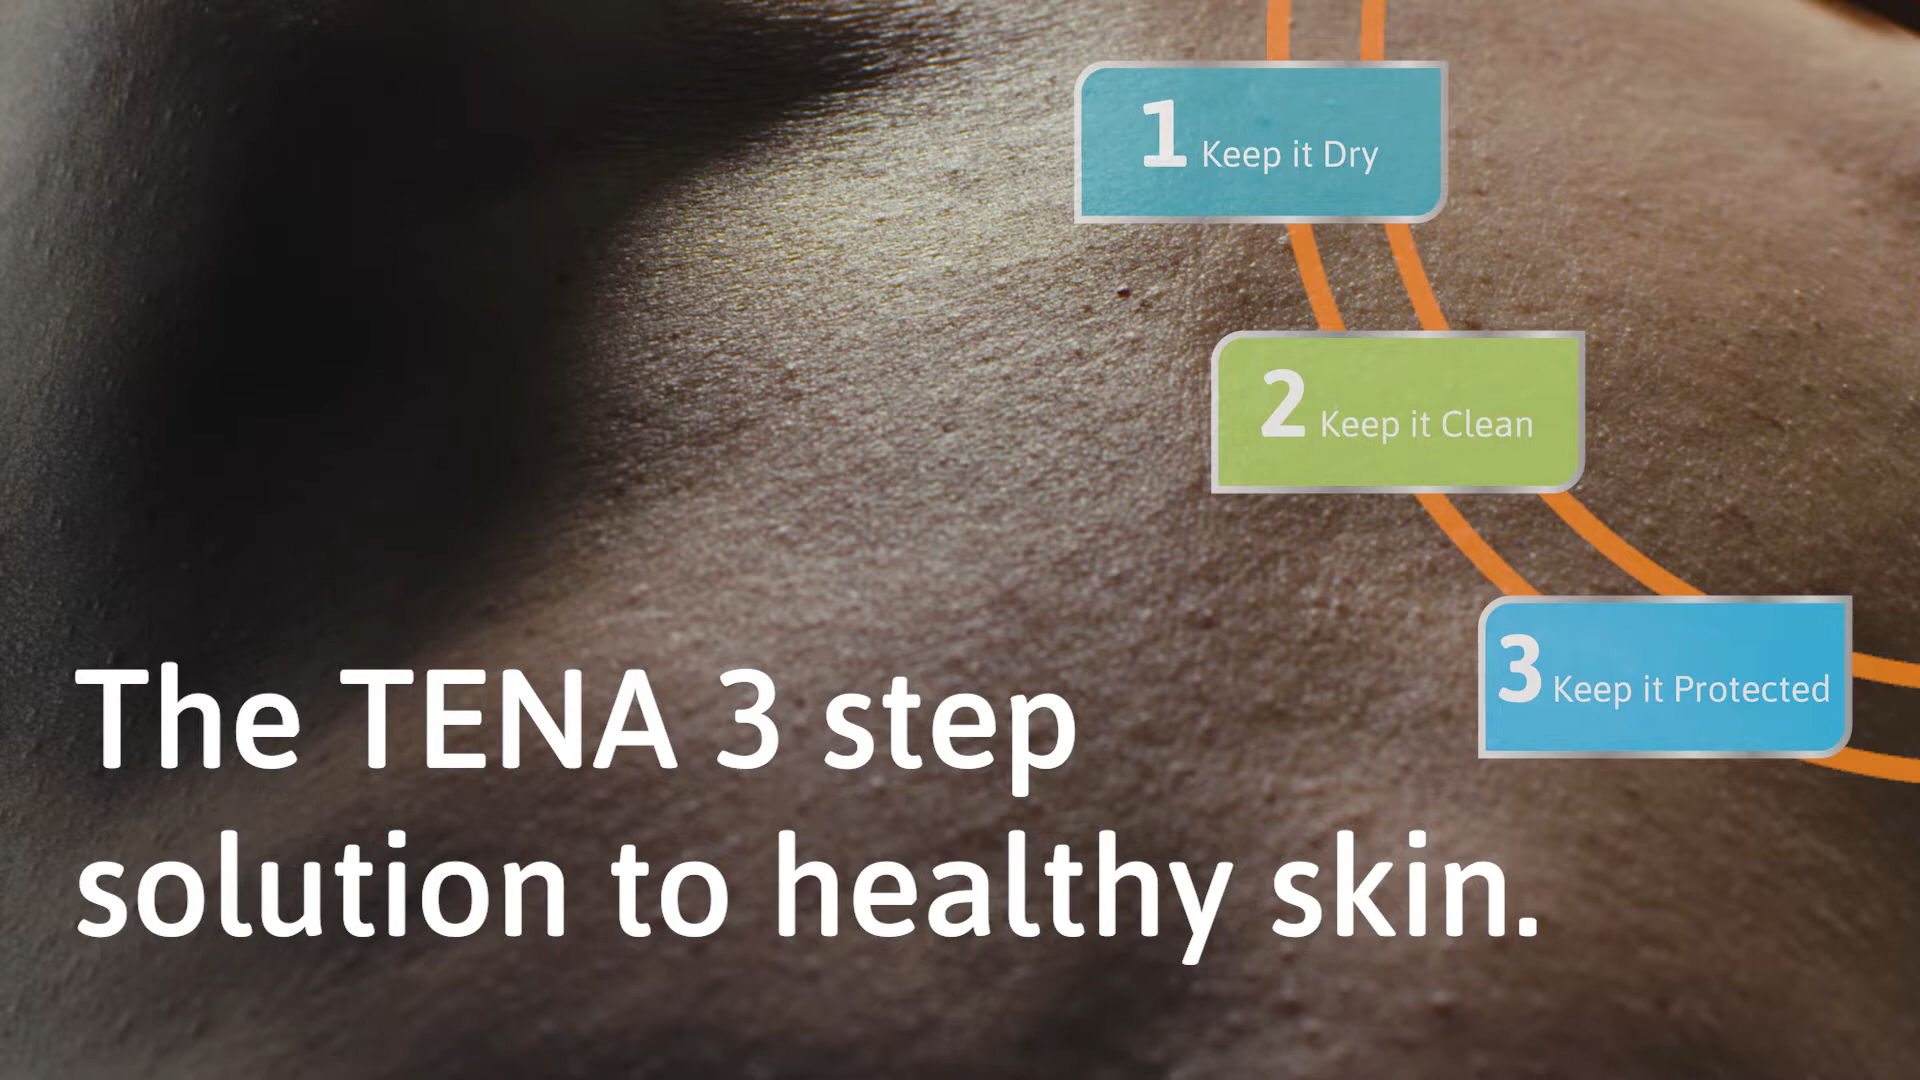 1 Keep it Dry
2 Keep it Clean
3 Keep it Protected
The TENA 3 step
solution to healthy skin.